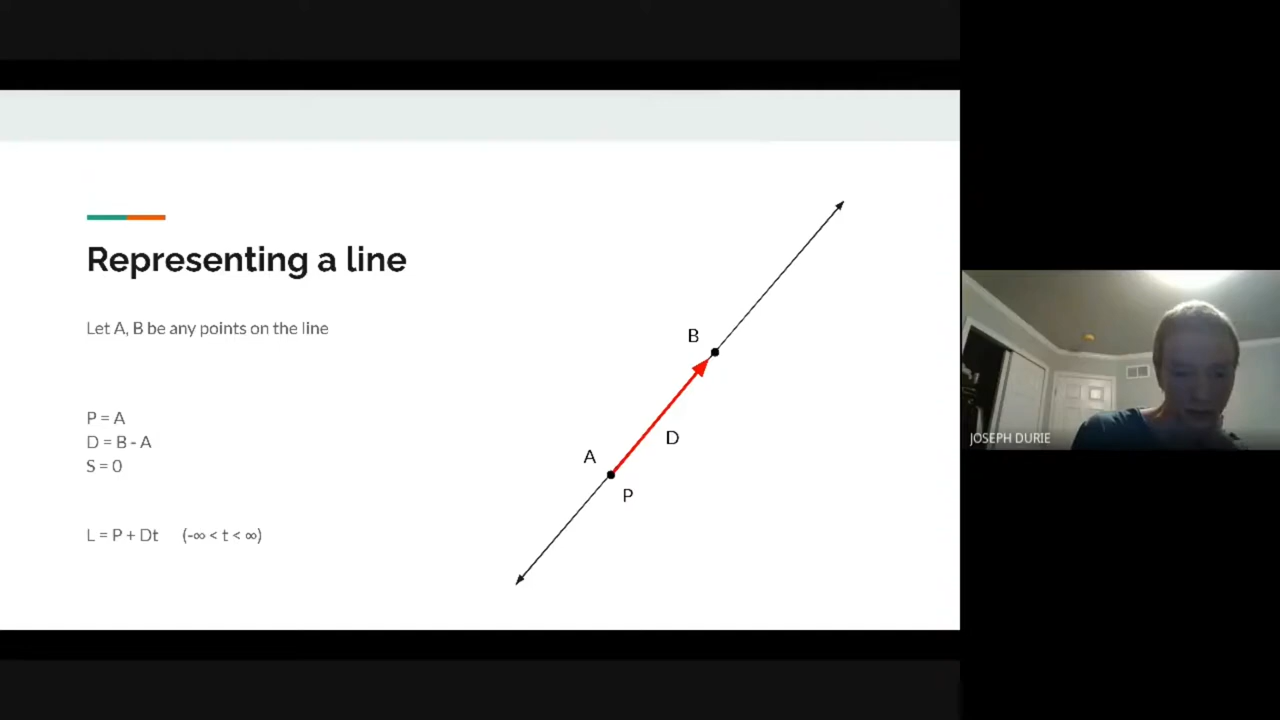 Representing a line
Let A, B be any points on the line
P = A
D = B - A
S = 0
L = P + Dt (-∞ < t < ∞)
B
D
A
P
JOSEPH DURIE